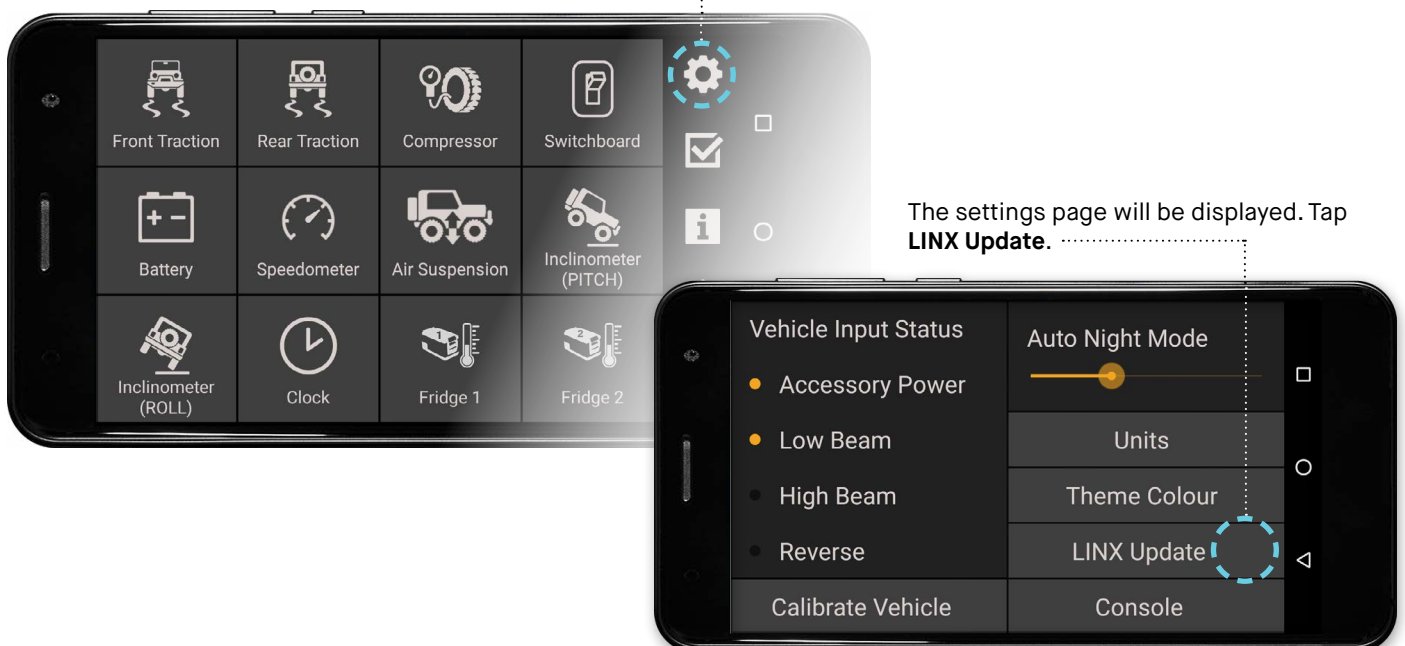 Front Traction
Rear Traction
Compressor
Switchboard
Battery
Speedometer
Air Suspension
Inclinometer
(PITCH)
Inclinometer
(ROLL)
Clock
1
Fridge 1
2
Fridge 2
The settings page will be displayed. Tap
LINX Update.
Vehicle Input Status
Accessory Power
Low Beam
High Beam
Reverse
Calibrate Vehicle
Auto Night Mode
Units
Theme Colour
LINX Update
Console